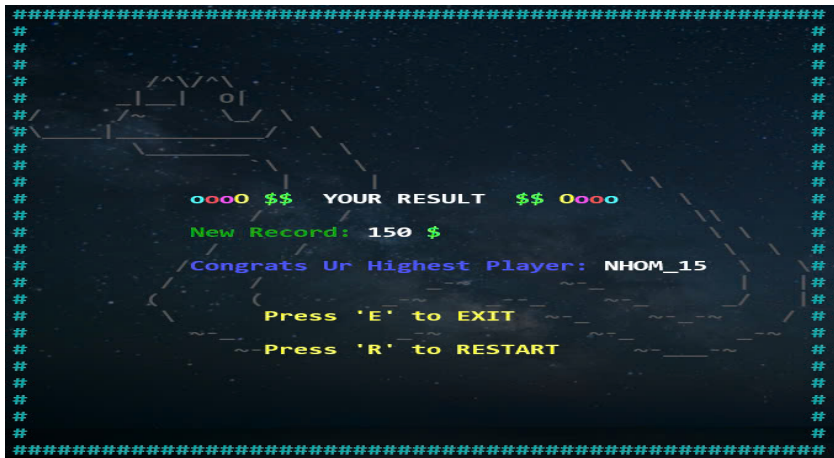 oooO $$ YOUR RESULT $$ Oooo
New Record: 150 $
Congrats Ur Highest Player: NHOM_15
Press 'E' to EXIT
Press 'R' to RESTART